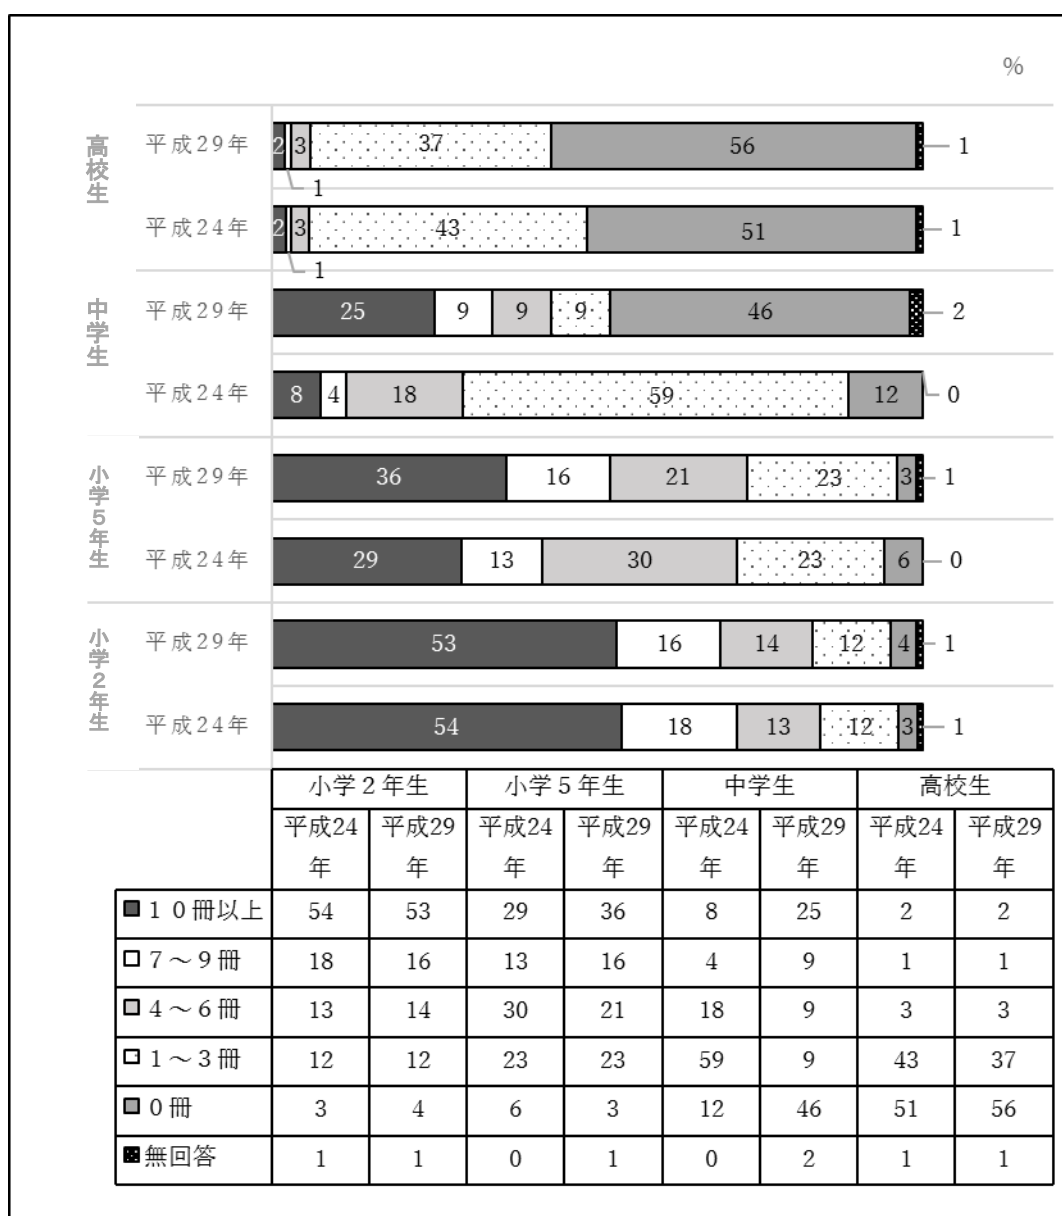 %
高校生
平成29年 2 3 37 56 1
1
平成24年 2 3 43 51 1
1
中学生
平成29年 25 9 9 9 46 2
平成24年 8 4 18 59 12 0
小学5年生
平成29年 36 16 21 23 3 1
平成24年 29 13 30 23 6 0
小学2年生
平成29年 53 16 14 12 4 1
平成24年 54 18 13 12 3 1
小学２年生 小学５年生 中学生 高校生
平成24年 平成29年 平成24年 平成29年 平成24年 平成29年 平成24年 平成29年
１０冊以上 54 53 29 36 8 25 2 2
７～９冊 18 16 13 16 4 9 1 1
４～６冊 13 14 30 21 18 9 3 3
１～３冊 12 12 23 23 59 9 43 37
０冊 3 4 6 3 12 46 51 56
無回答 1 1 0 1 0 2 1 1